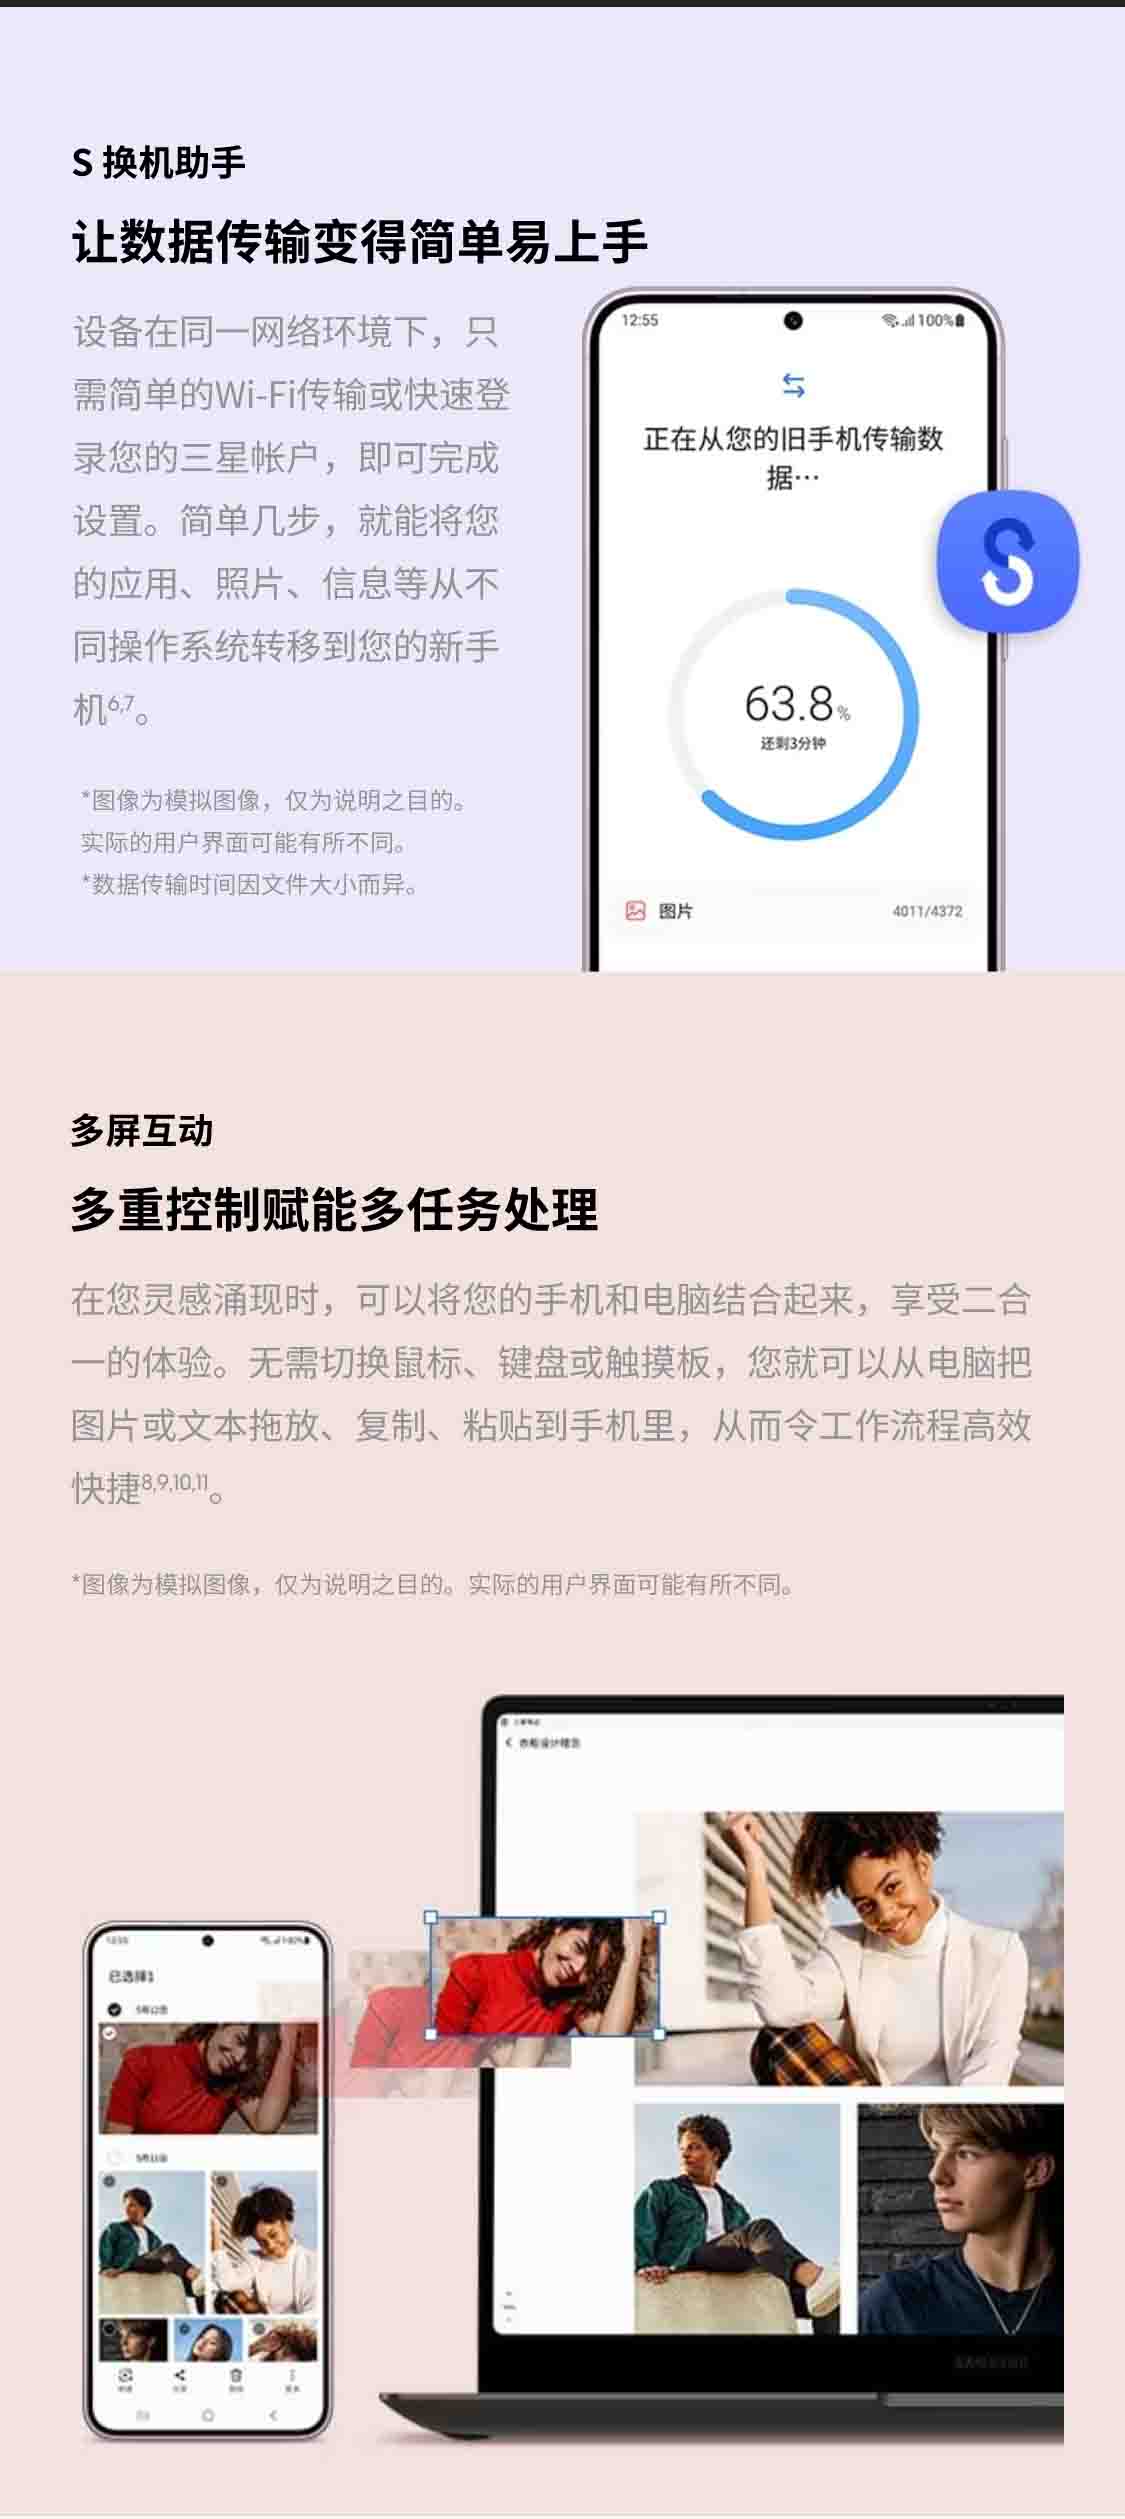 S 换机助手
让数据传输变得简单易上手
设备在同一网络环境下，只
需简单的Wi-Fi传输或快速登
录您的三星帐户，即可完成
设置。简单几步，就能将您
的应用、照片、信息等从不
同操作系统转移到您的新手
机6,7。
*图像为模拟图像，仅为说明之目的。
实际的用户界面可能有所不同。
*数据传输时间因文件大小而异。
12:55
100%
正在从您的旧手机传输数
据…
63.8%
还剩3分钟
图片
4011/4372
多屏互动
多重控制赋能多任务处理
在您灵感涌现时，可以将您的手机和电脑结合起来，享受二合
一的体验。无需切换鼠标、键盘或触摸板，您就可以从电脑把
图片或文本拖放、复制、粘贴到手机里，从而令工作流程高效
快捷8,9,10,11。
*图像为模拟图像，仅为说明之目的。实际的用户界面可能有所不同。
12:55
100%
已选择1
SAMSUNG